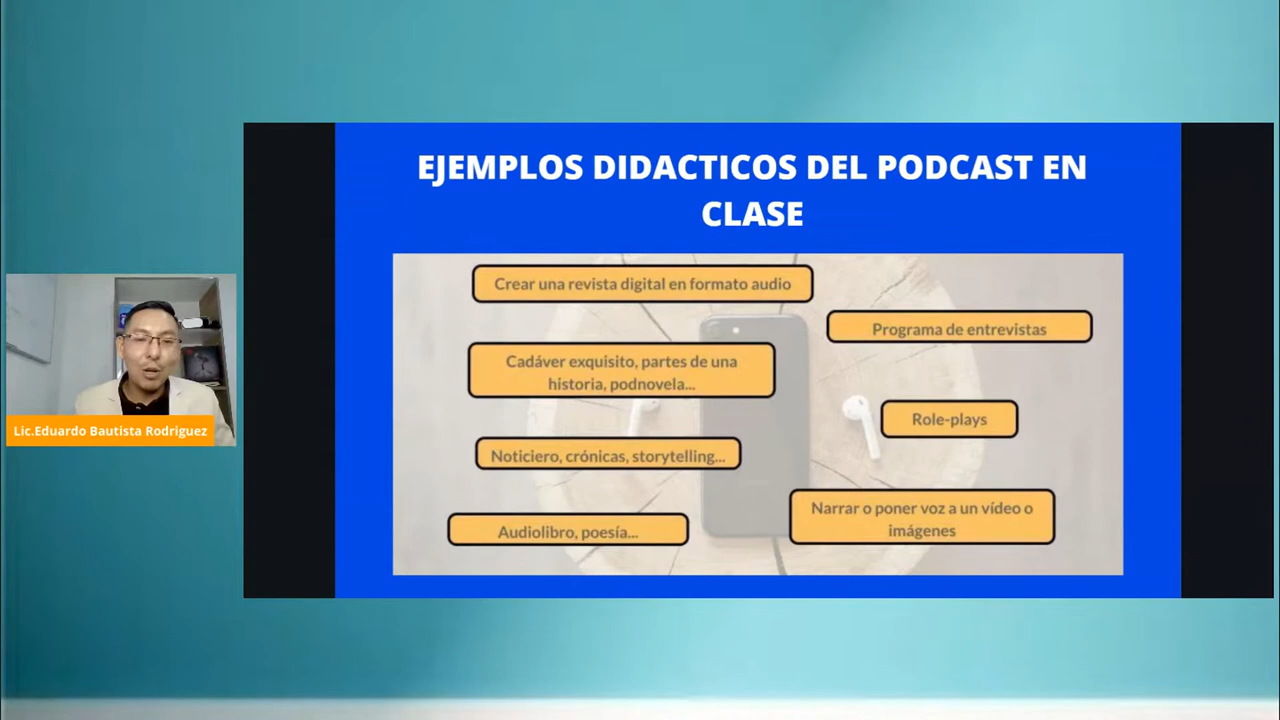 EJEMPLOS DIDACTICOS DEL PODCAST EN
CLASE
Crear una revista digital en formato audio
Programa de entrevistas
Cadáver exquisito, partes de una
historia, podnovela...
Role-plays
Noticiero, crónicas, storytelling...
Narrar o poner voz a un vídeo o
imágenes
Audiolibro, poesía...
Lic.Eduardo Bautista Rodriguez